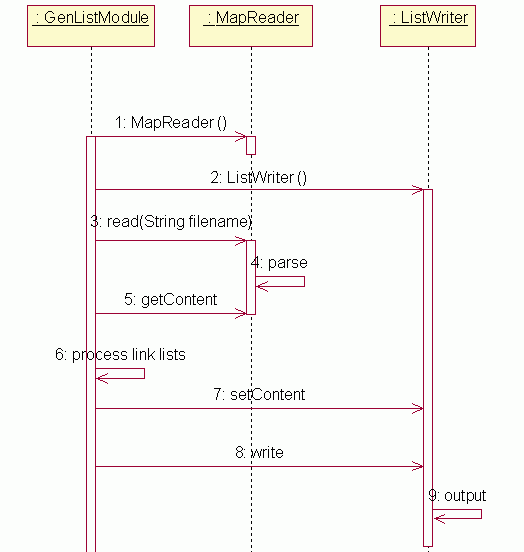 : GenListModule
: MapReader
: ListWriter
1: MapReader ()
2: ListWriter ()
3: read(String filename)
4: parse
5: getContent
6: process link lists
7: setContent
8: write
9: output